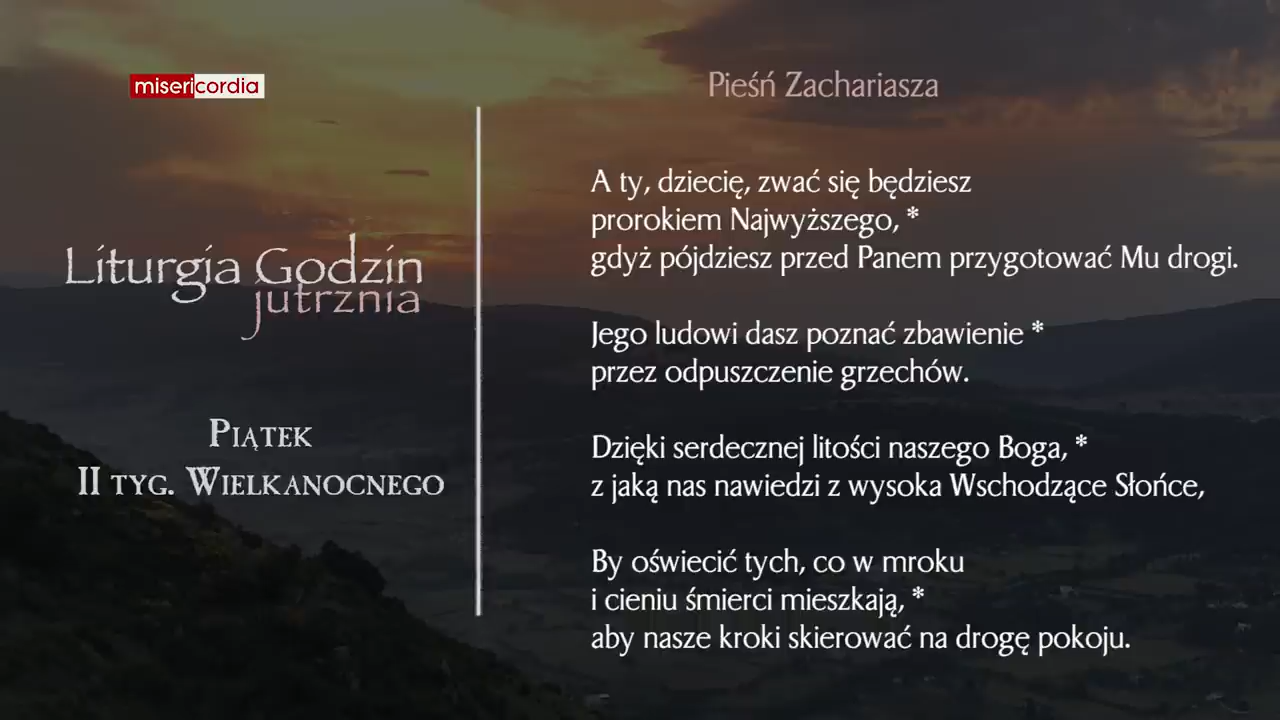 misericordia
Liturgia Godzin
jutrznia
Piątek
II tyg. Wielkanocnego
Pieśń Zachariasza
A ty, dziecię, zwać się będziesz
prorokiem Najwyższego, *
gdyż pójdziesz przed Panem przygotować Mu drogi.
Jego ludowi dasz poznać zbawienie *
przez odpuszczenie grzechów.
Dzięki serdecznej litości naszego Boga, *
z jaką nas nawiedzi z wysoka Wschodzące Słońce,
By oświecić tych, co w mroku
i cieniu śmierci mieszkają, *
aby nasze kroki skierować na drogę pokoju.